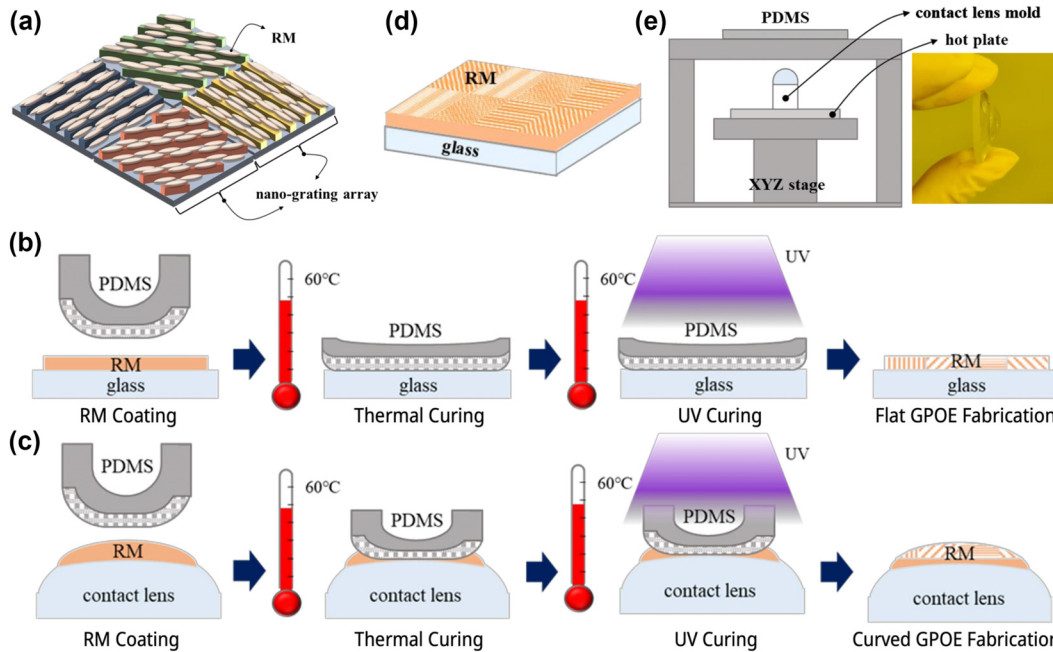 (a)
RM
nano-grating array
(d)
RM
glass
(e)
PDMS
contact lens mold
hot plate
XYZ stage
(b)
PDMS
RM
glass
RM Coating
60℃
PDMS
glass
Thermal Curing
60℃
UV
PDMS
glass
UV Curing
RM
glass
Flat GPOE Fabrication
(c)
PDMS
RM
contact lens
RM Coating
60℃
PDMS
contact lens
Thermal Curing
60℃
UV
PDMS
contact lens
UV Curing
RM
contact lens
Curved GPOE Fabrication